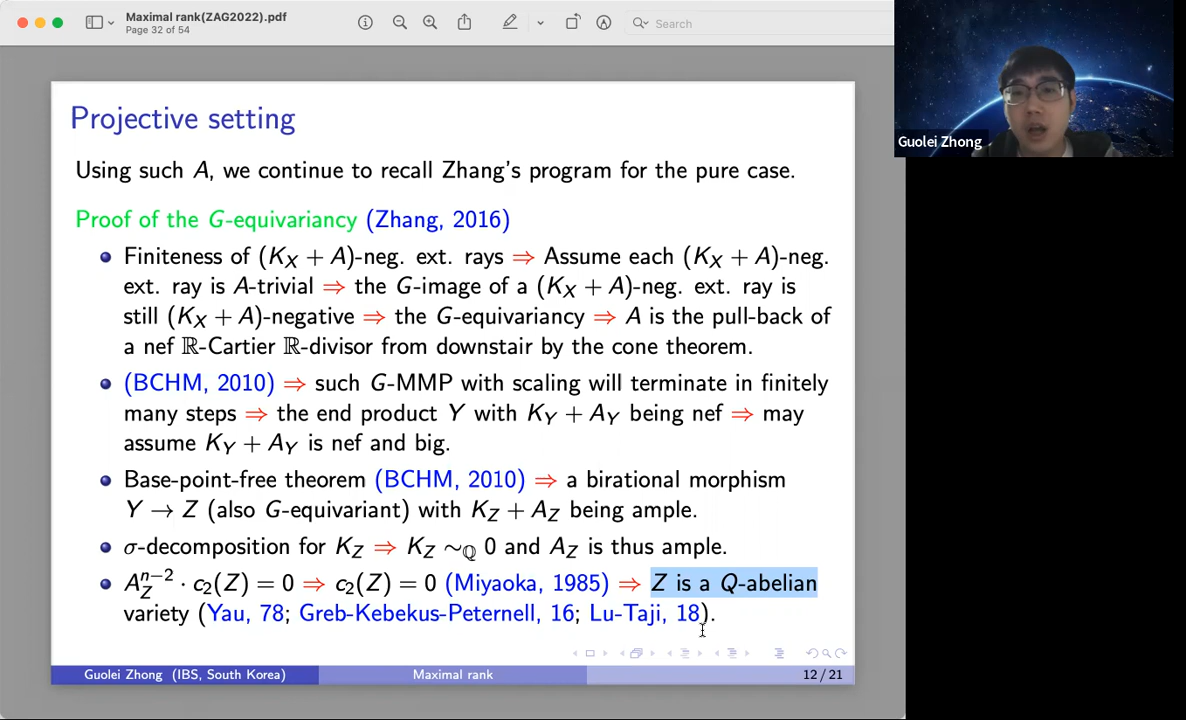 Maximal rank(ZAG2022).pdf
Page 32 of 54
Search
Guolei Zhong
Projective setting
Using such A, we continue to recall Zhang's program for the pure case.
Proof of the G-equivariancy (Zhang, 2016)
Finiteness of (K_X + A)-neg. ext. rays ⇒ Assume each (K_X + A)-neg.
ext. ray is A-trivial ⇒ the G-image of a (K_X + A)-neg. ext. ray is
still (K_X + A)-negative ⇒ the G-equivariancy ⇒ A is the pull-back of
a nef ℝ-Cartier ℝ-divisor from downstair by the cone theorem.
(BCHM, 2010) ⇒ such G-MMP with scaling will terminate in finitely
many steps ⇒ the end product Y with K_Y + A_Y being nef ⇒ may
assume K_Y + A_Y is nef and big.
Base-point-free theorem (BCHM, 2010) ⇒ a birational morphism
Y → Z (also G-equivariant) with K_Z + A_Z being ample.
σ-decomposition for K_Z ⇒ K_Z ∼_ℚ 0 and A_Z is thus ample.
A_Z^{n−2} · c₂(Z) = 0 ⇒ c₂(Z) = 0 (Miyaoka, 1985) ⇒ Z is a Q-abelian
variety (Yau, 78; Greb-Kebekus-Peternell, 16; Lu-Taji, 18).
Guolei Zhong (IBS, South Korea)
Maximal rank
12 / 21